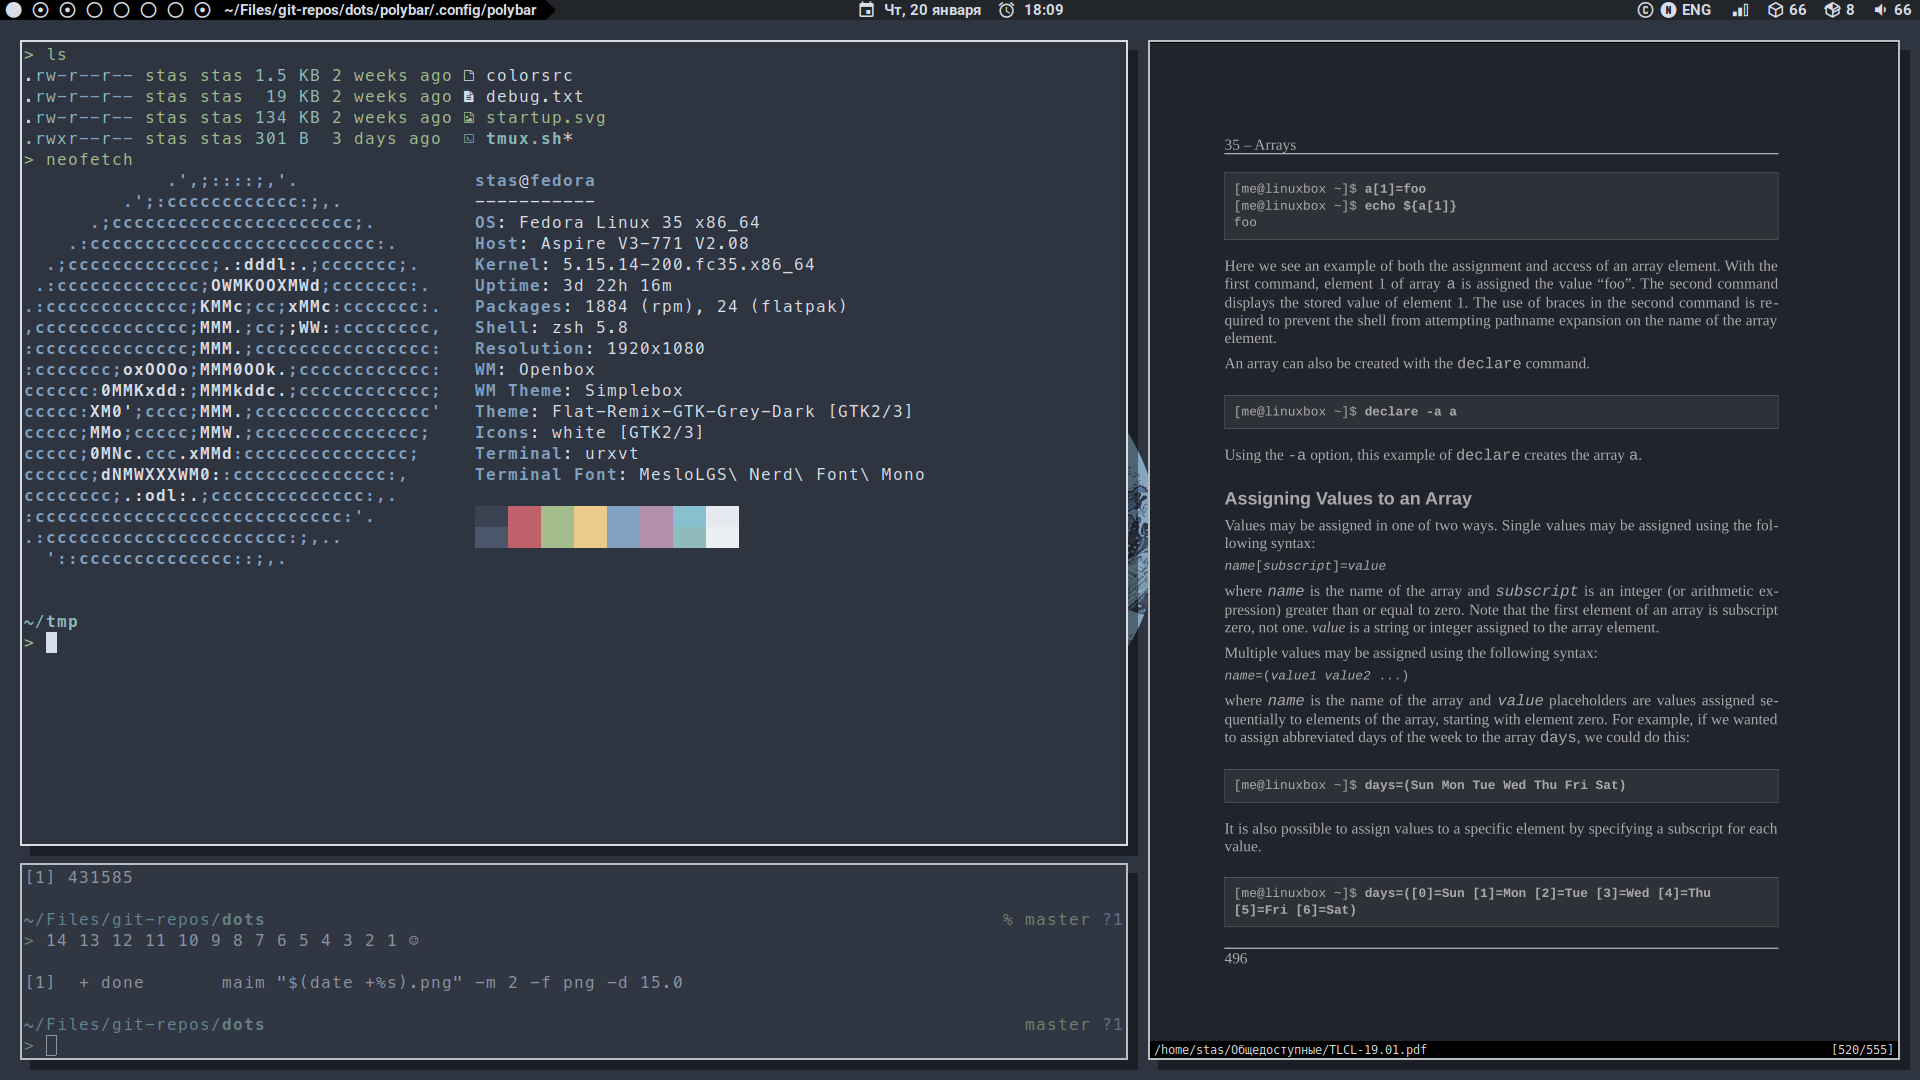 ~/Files/git-repos/dots/polybar/.config/polybar
Чт, 20 января 18:09
C N ENG 66 8 66
> ls
.rw-r--r-- stas stas 1.5 KB 2 weeks ago colorsrc
.rw-r--r-- stas stas  19 KB 2 weeks ago debug.txt
.rw-r--r-- stas stas 134 KB 2 weeks ago startup.svg
.rwxr--r-- stas stas 301 B  3 days ago  tmux.sh*
> neofetch
stas@fedora
-----------
OS: Fedora Linux 35 x86_64
Host: Aspire V3-771 V2.08
Kernel: 5.15.14-200.fc35.x86_64
Uptime: 3d 22h 16m
Packages: 1884 (rpm), 24 (flatpak)
Shell: zsh 5.8
Resolution: 1920x1080
WM: Openbox
WM Theme: Simplebox
Theme: Flat-Remix-GTK-Grey-Dark [GTK2/3]
Icons: white [GTK2/3]
Terminal: urxvt
Terminal Font: MesloLGS\ Nerd\ Font\ Mono
~/tmp
>
[1] 431585
~/Files/git-repos/dots % master ?1
> 14 13 12 11 10 9 8 7 6 5 4 3 2 1 ☺
[1]  + done       maim "$(date +%s).png" -m 2 -f png -d 15.0
~/Files/git-repos/dots master ?1
>
35 – Arrays
[me@linuxbox ~]$ a[1]=foo
[me@linuxbox ~]$ echo ${a[1]}
foo
Here we see an example of both the assignment and access of an array element. With the
first command, element 1 of array a is assigned the value “foo”. The second command
displays the stored value of element 1. The use of braces in the second command is re-
quired to prevent the shell from attempting pathname expansion on the name of the array
element.
An array can also be created with the declare command.
[me@linuxbox ~]$ declare -a a
Using the -a option, this example of declare creates the array a.
Assigning Values to an Array
Values may be assigned in one of two ways. Single values may be assigned using the fol-
lowing syntax:
name[subscript]=value
where name is the name of the array and subscript is an integer (or arithmetic ex-
pression) greater than or equal to zero. Note that the first element of an array is subscript
zero, not one. value is a string or integer assigned to the array element.
Multiple values may be assigned using the following syntax:
name=(value1 value2 ...)
where name is the name of the array and value placeholders are values assigned se-
quentially to elements of the array, starting with element zero. For example, if we wanted
to assign abbreviated days of the week to the array days, we could do this:
[me@linuxbox ~]$ days=(Sun Mon Tue Wed Thu Fri Sat)
It is also possible to assign values to a specific element by specifying a subscript for each
value.
[me@linuxbox ~]$ days=([0]=Sun [1]=Mon [2]=Tue [3]=Wed [4]=Thu
[5]=Fri [6]=Sat)
496
/home/stas/Общедоступные/TLCL-19.01.pdf [520/555]